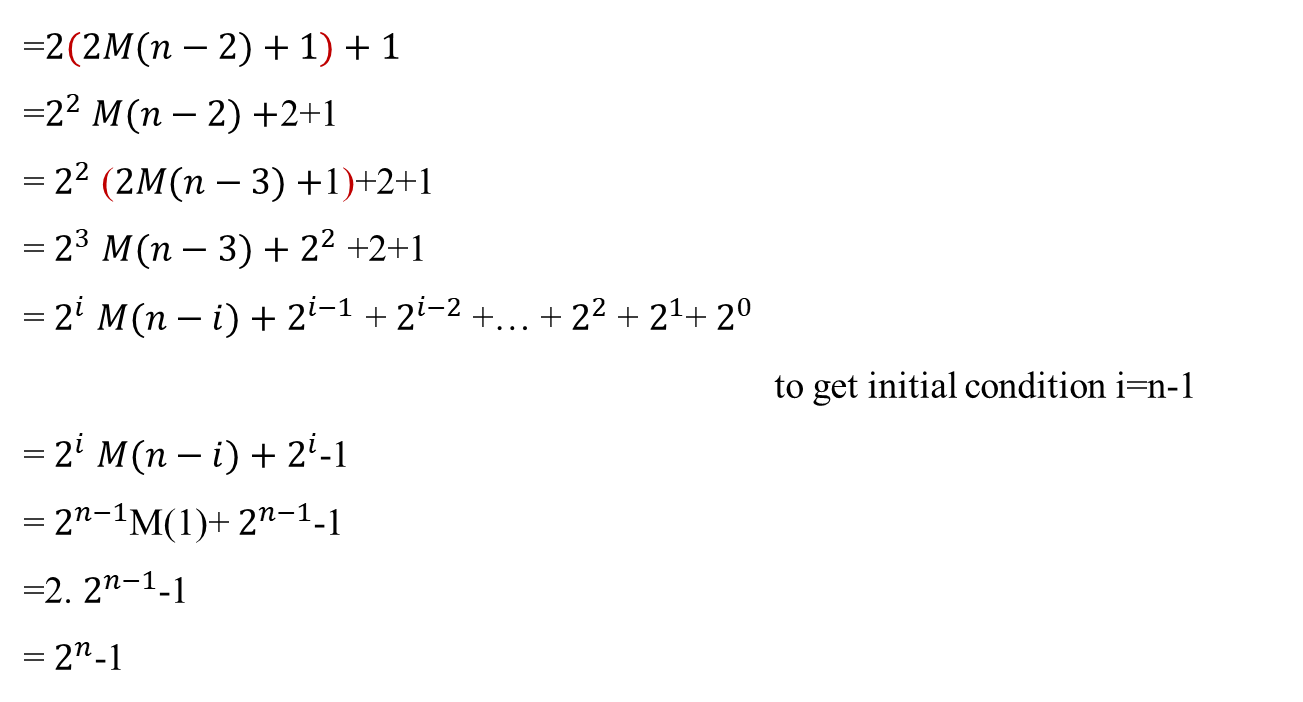 =2(2M(n − 2) + 1) + 1
=2² M(n − 2) +2+1
= 2² (2M(n − 3) +1)+2+1
= 2³ M(n − 3) + 2² +2+1
= 2ⁱ M(n − i) + 2ⁱ⁻¹ + 2ⁱ⁻² +… + 2² + 2¹+ 2⁰
to get initial condition i=n-1
= 2ⁱ M(n − i) + 2ⁱ-1
= 2ⁿ⁻¹M(1)+ 2ⁿ⁻¹-1
=2. 2ⁿ⁻¹-1
= 2ⁿ-1